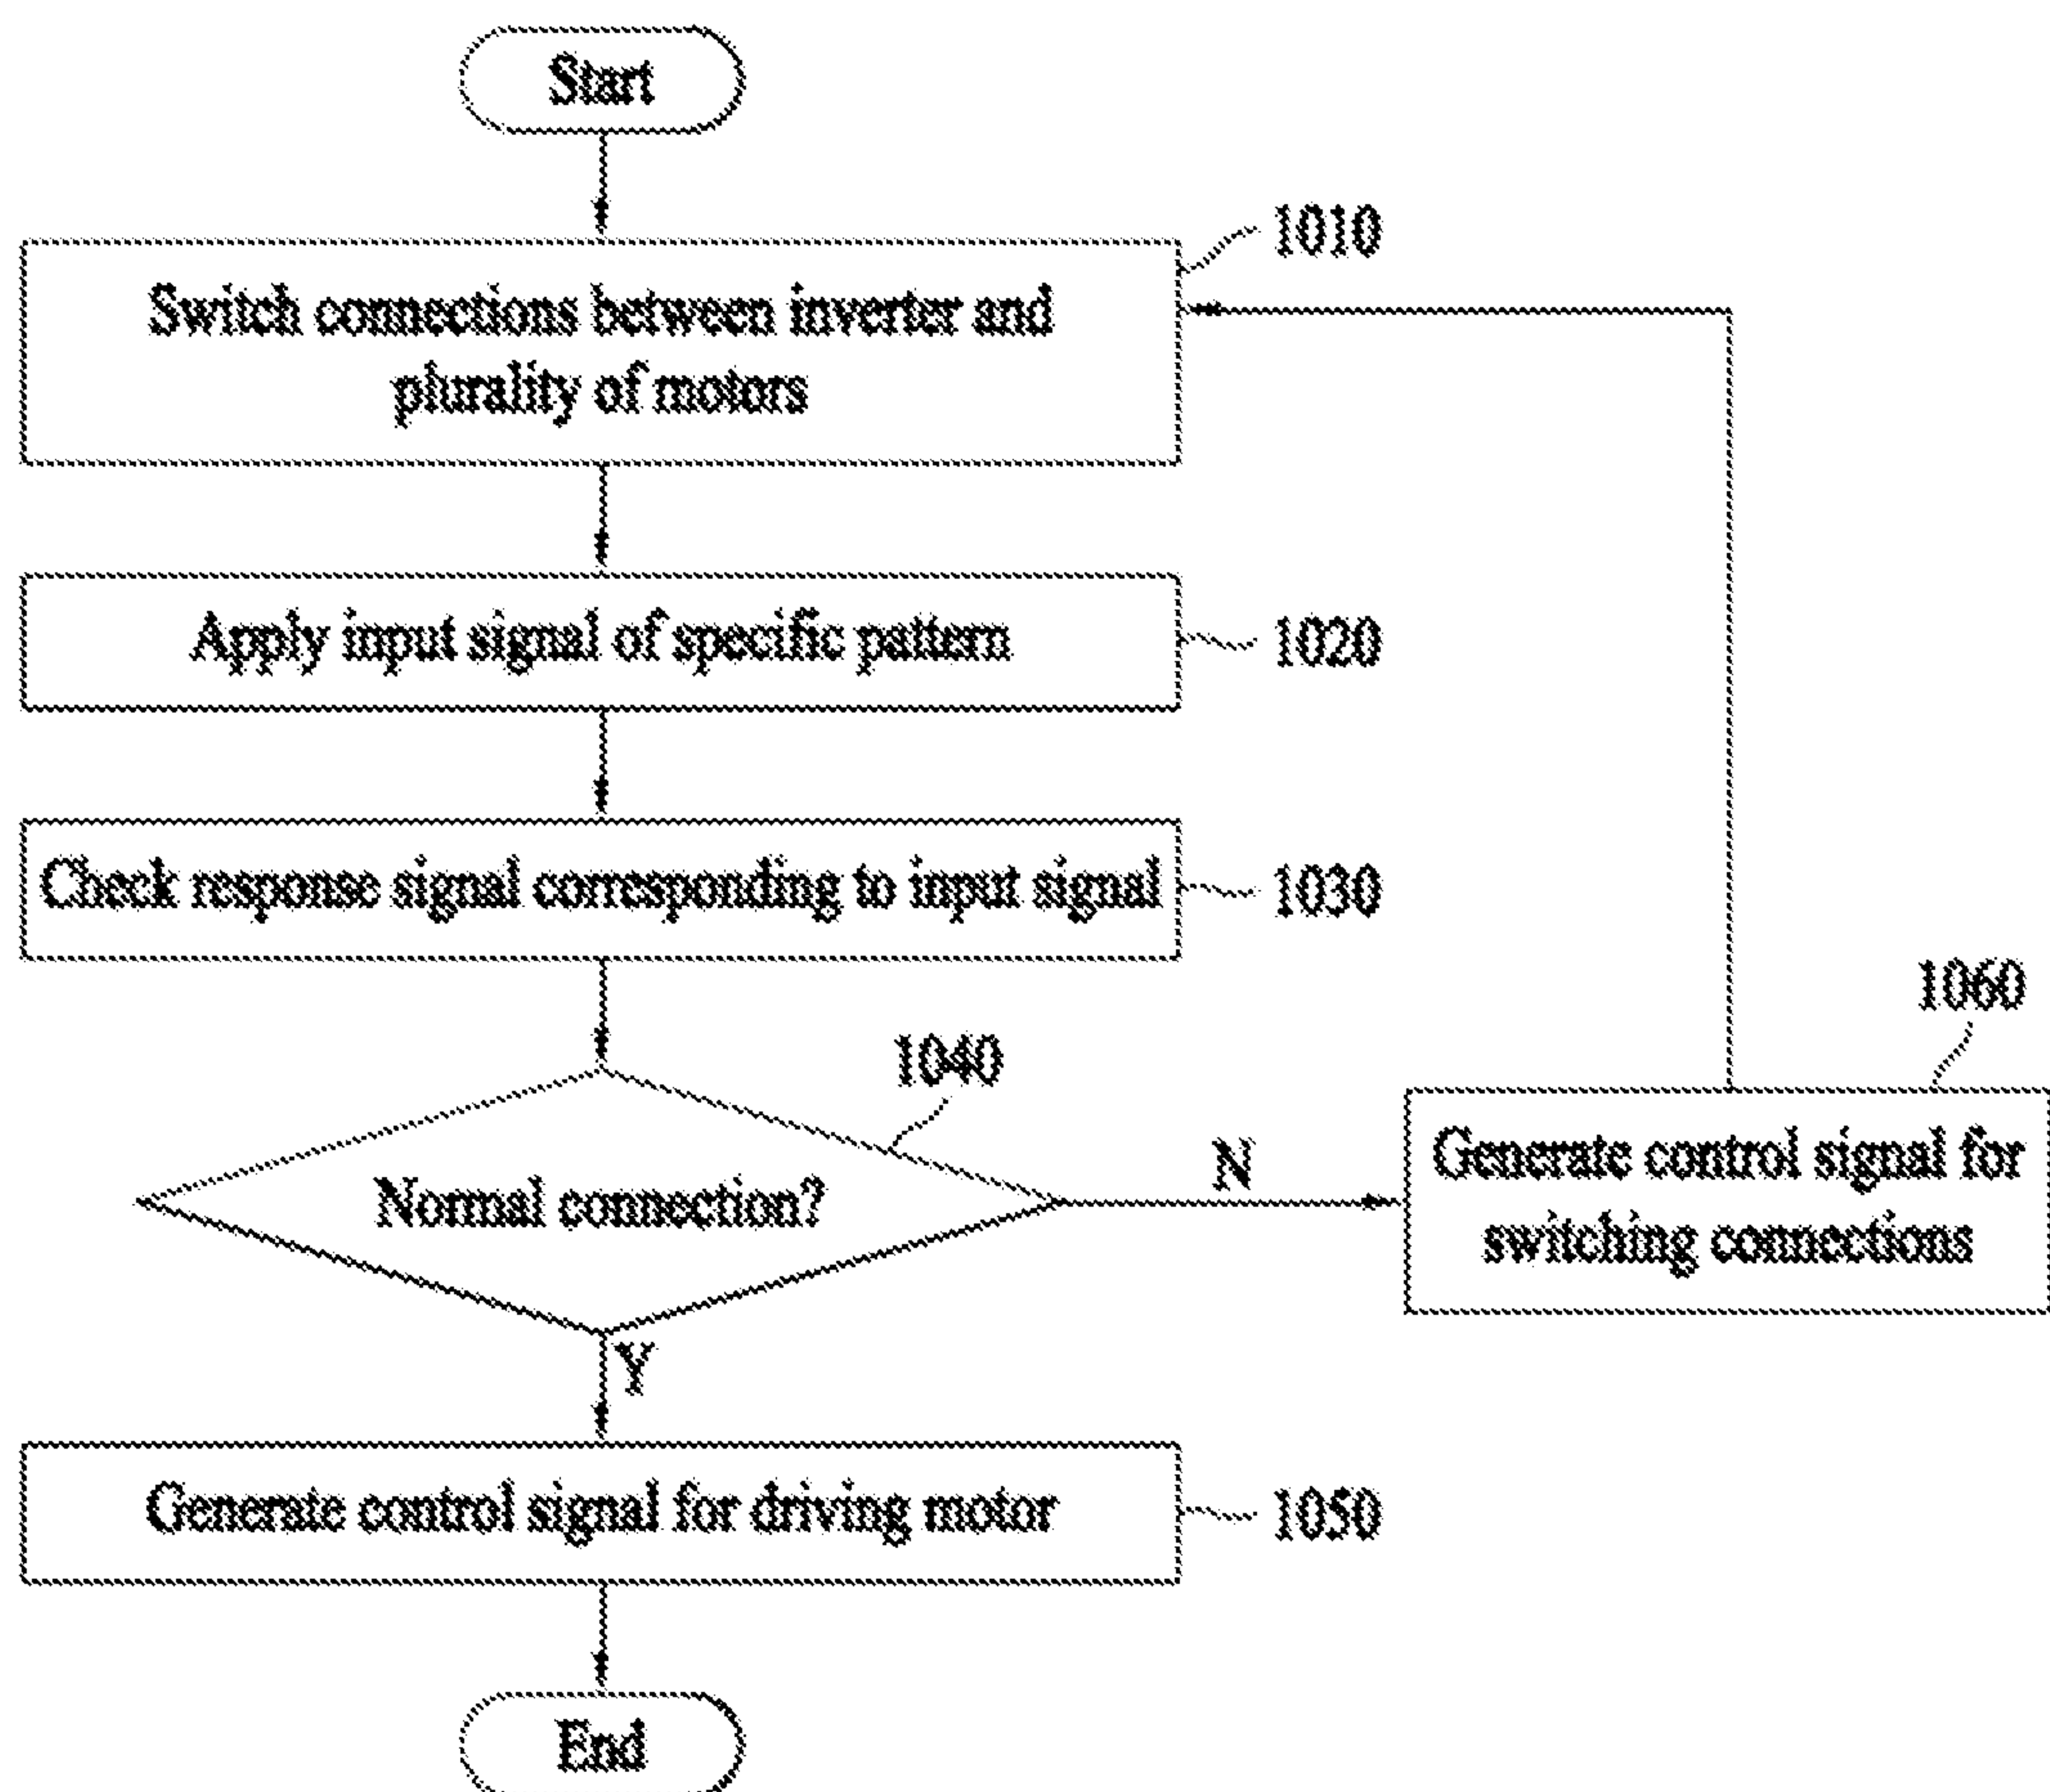 Start
1010
Switch connections between inverter and
plurality of motors
Apply input signal of specific pattern
1020
Check response signal corresponding to input signal
1030
1040
1060
Normal connection?
N
Generate control signal for
switching connections
Y
Generate control signal for driving motor
1050
End